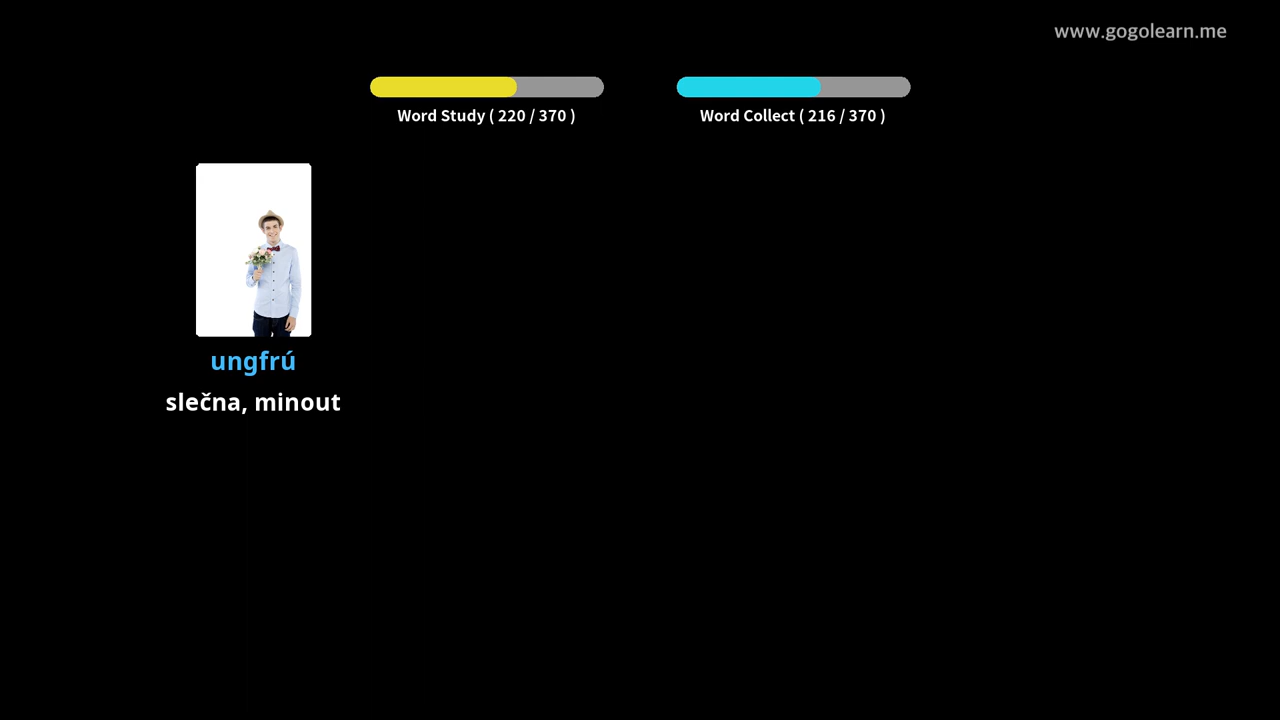 www.gogolearn.me
Word Study ( 220 / 370 )
Word Collect ( 216 / 370 )
ungfrú
slečna, minout